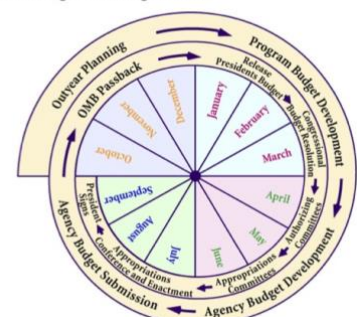 Outyear Planning
Program Budget Development
Agency Budget Development
Agency Budget Submission
OMB Passback
Release
Presidents Budget
Congressional
Budget Resolution
Authorizing
Committees
Appropriations
Committees
Appropriations
Conference and Enactment
President
Signs
January
February
March
April
May
June
July
August
September
October
November
December